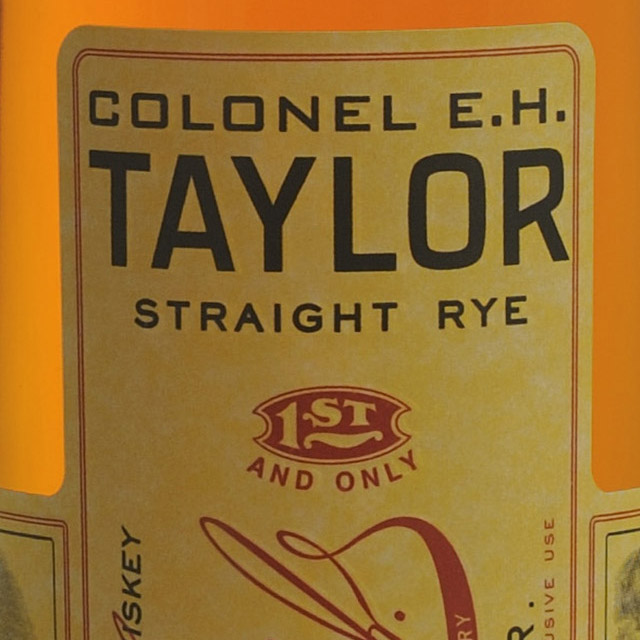 COLONEL E.H.
TAYLOR
STRAIGHT RYE
1ST
AND ONLY